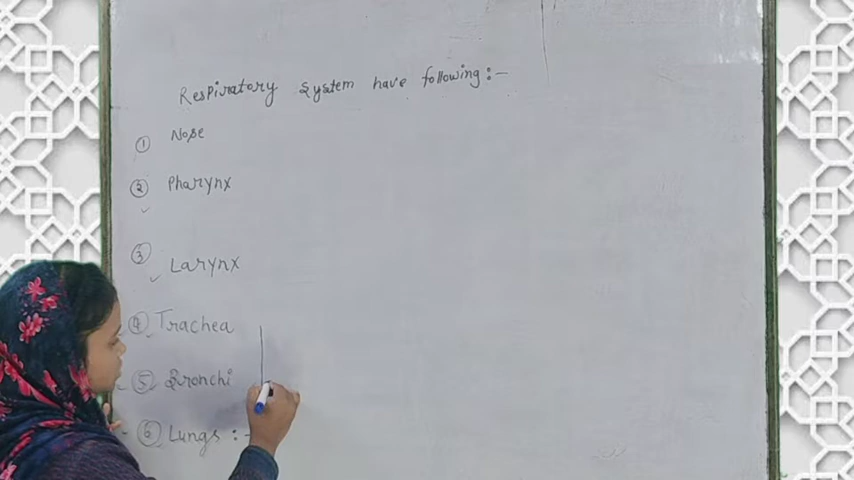 Respiratory System have following :-
① Nose
② Pharynx
③ Larynx
④ Trachea
⑤ Bronchi
⑥ Lungs :-